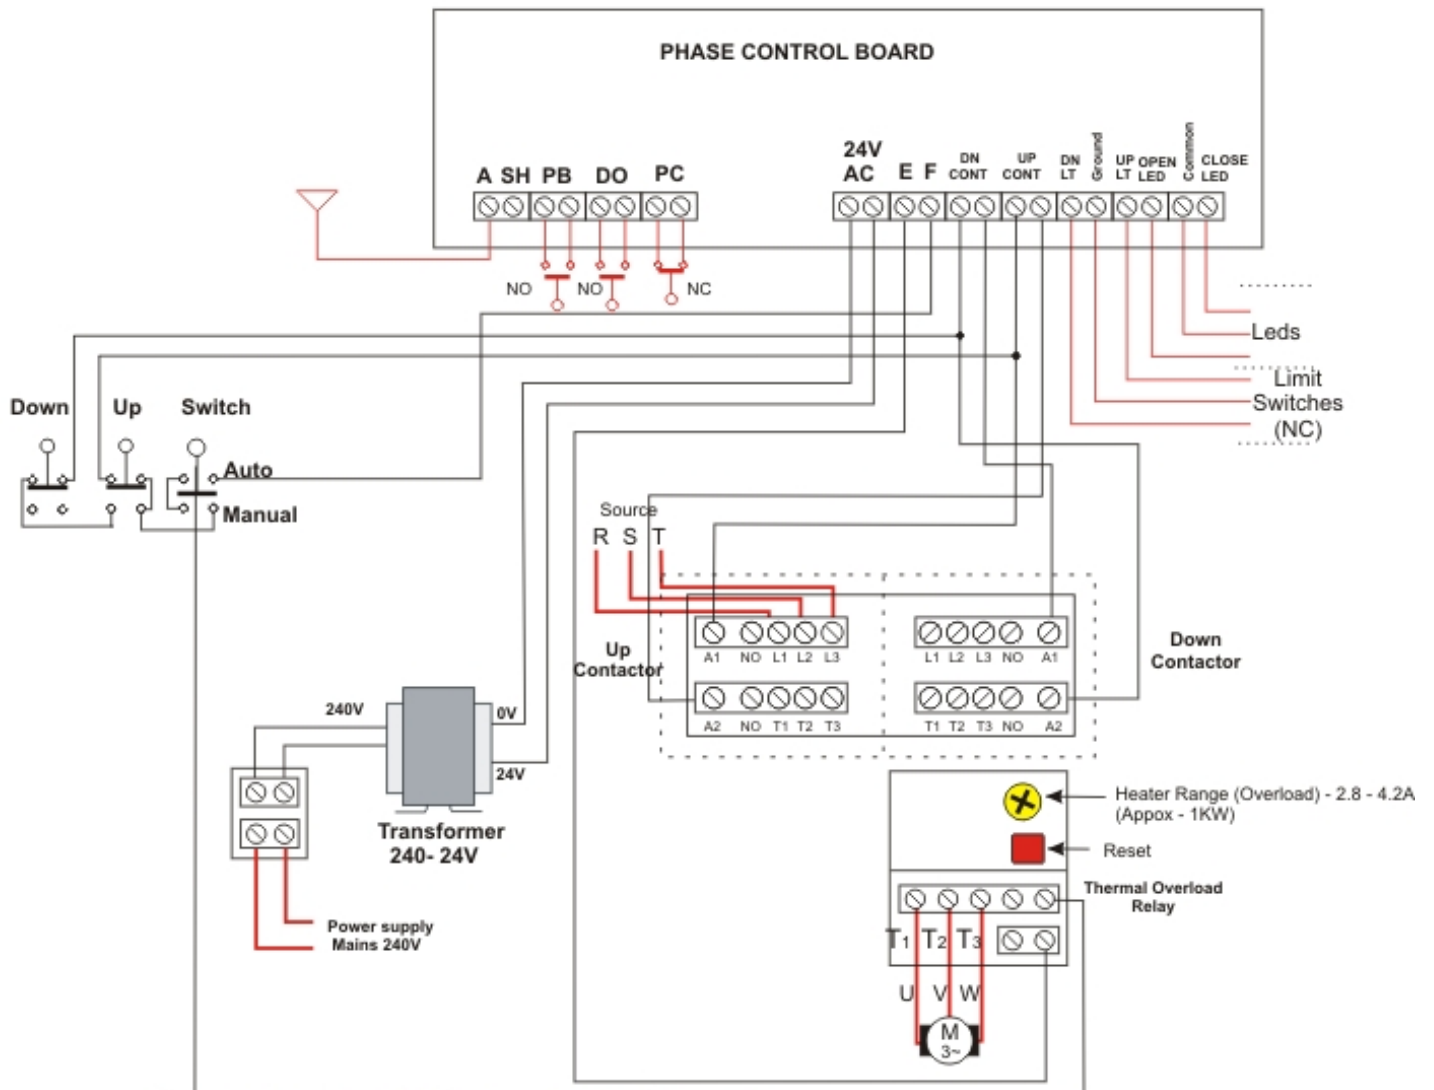 PHASE CONTROL BOARD
A SH PB DO PC
24V
AC
E F
DN
CONT
UP
CONT
DN
LT
Ground
UP
LT
OPEN
LED
Common
CLOSE
LED
NO
NO
NC
Leds
Limit
Switches
(NC)
Down
Up
Switch
Auto
Manual
Source
R S T
Up
Contactor
A1 NO L1 L2 L3
A2 NO T1 T2 T3
L1 L2 L3 NO A1
T1 T2 T3 NO A2
Down
Contactor
240V
0V
24V
Transformer
240- 24V
Power supply
Mains 240V
Heater Range (Overload) - 2.8 - 4.2A
(Appox - 1KW)
Reset
Thermal Overload
Relay
T1 T2 T3
U V W
M
3~